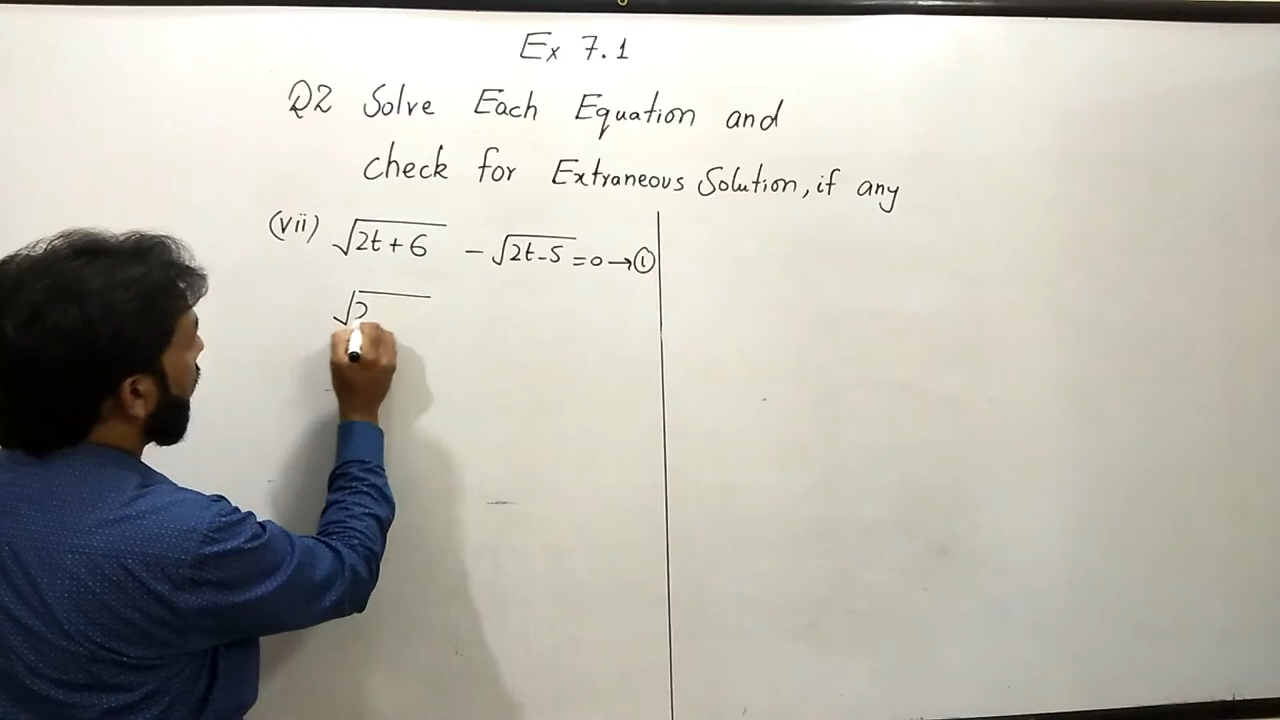 Ex 7.1
Q2 Solve Each Equation and
check for Extraneous Solution, if any
(vii) √2t+6 - √2t-5 = 0 → ①
√2